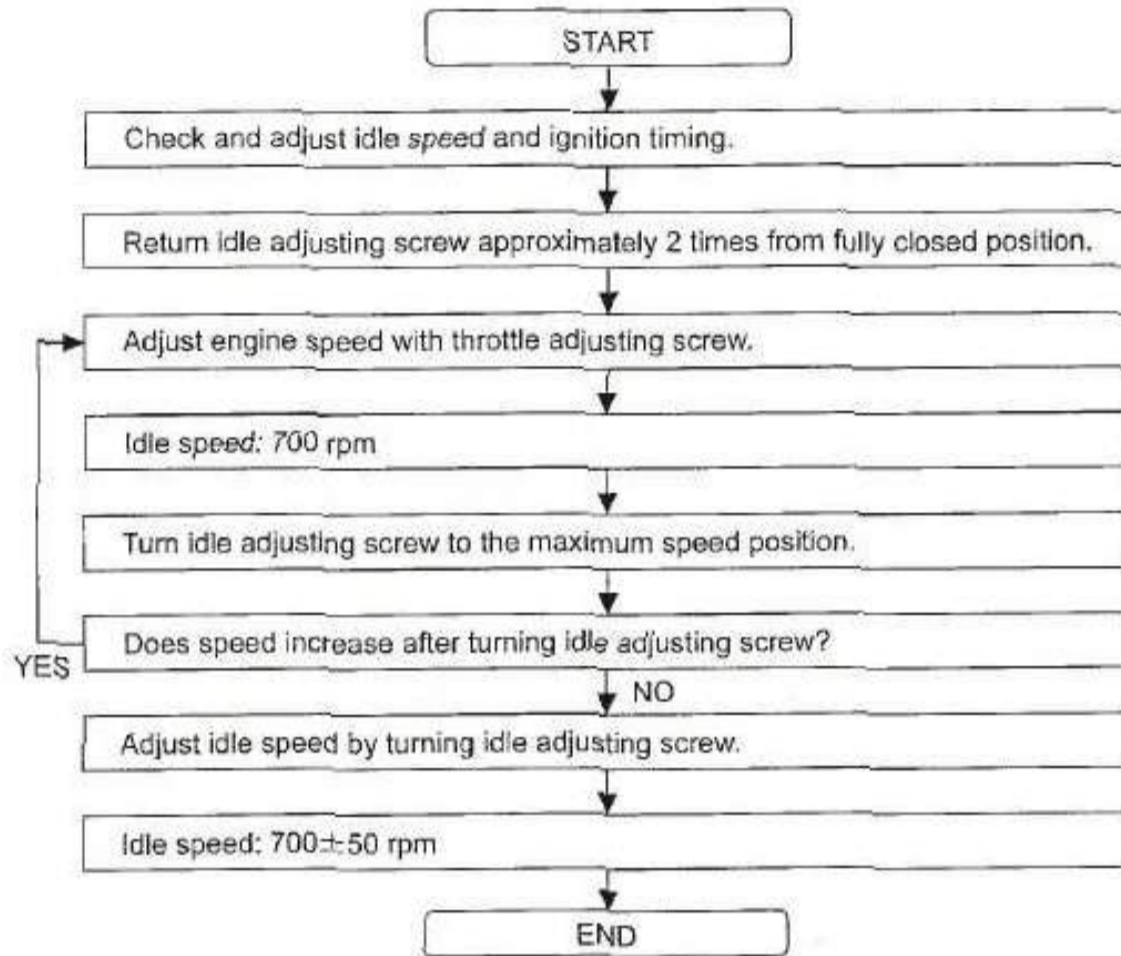 START
Check and adjust idle speed and ignition timing.
Return idle adjusting screw approximately 2 times from fully closed position.
Adjust engine speed with throttle adjusting screw.
Idle speed: 700 rpm
Turn idle adjusting screw to the maximum speed position.
Does speed increase after turning idle adjusting screw?
YES
NO
Adjust idle speed by turning idle adjusting screw.
Idle speed: 700±50 rpm
END